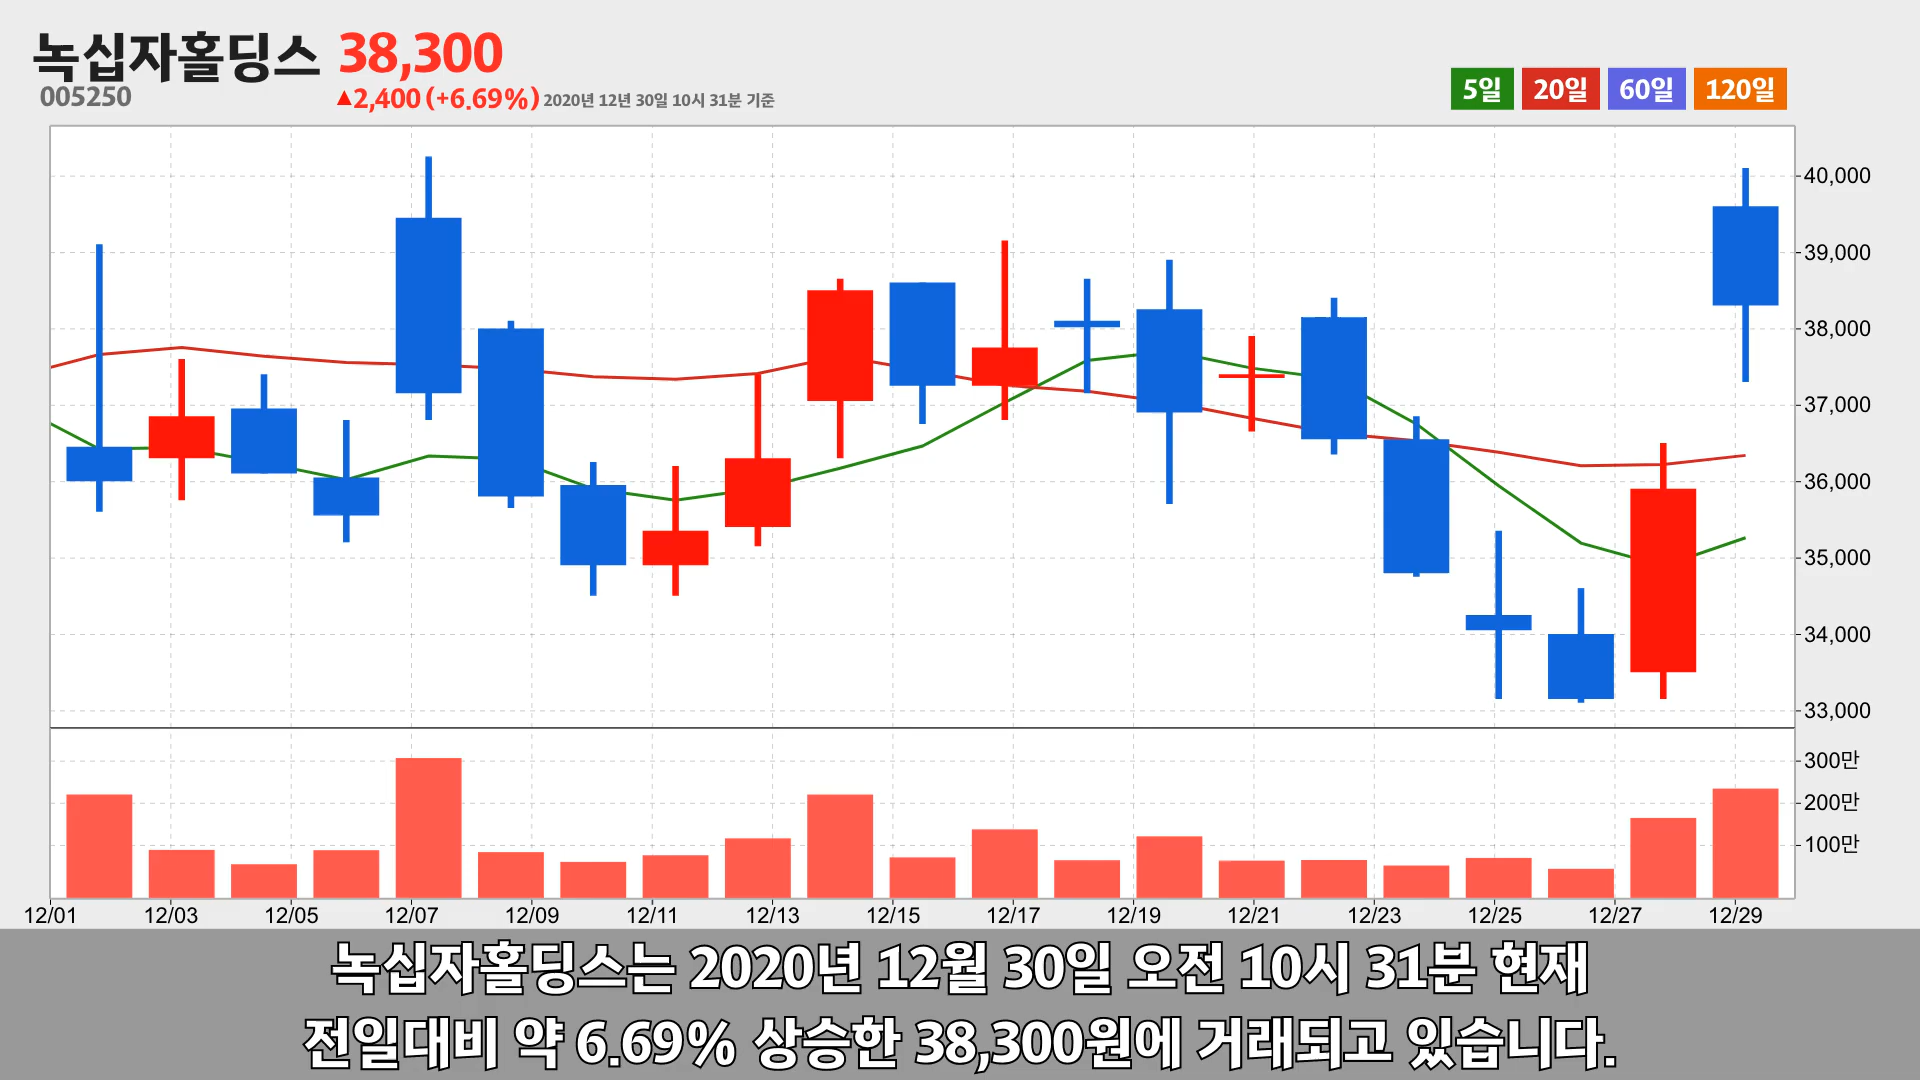 녹십자홀딩스 38,300
005250
▲2,400 (+6.69%) 2020년 12년 30일 10시 31분 기준
5일 20일 60일 120일
40,000
39,000
38,000
37,000
36,000
35,000
34,000
33,000
300만
200만
100만
12/01 12/03 12/05 12/07 12/09 12/11 12/13 12/15 12/17 12/19 12/21 12/23 12/25 12/27 12/29
녹십자홀딩스는 2020년 12월 30일 오전 10시 31분 현재
전일대비 약 6.69% 상승한 38,300원에 거래되고 있습니다.